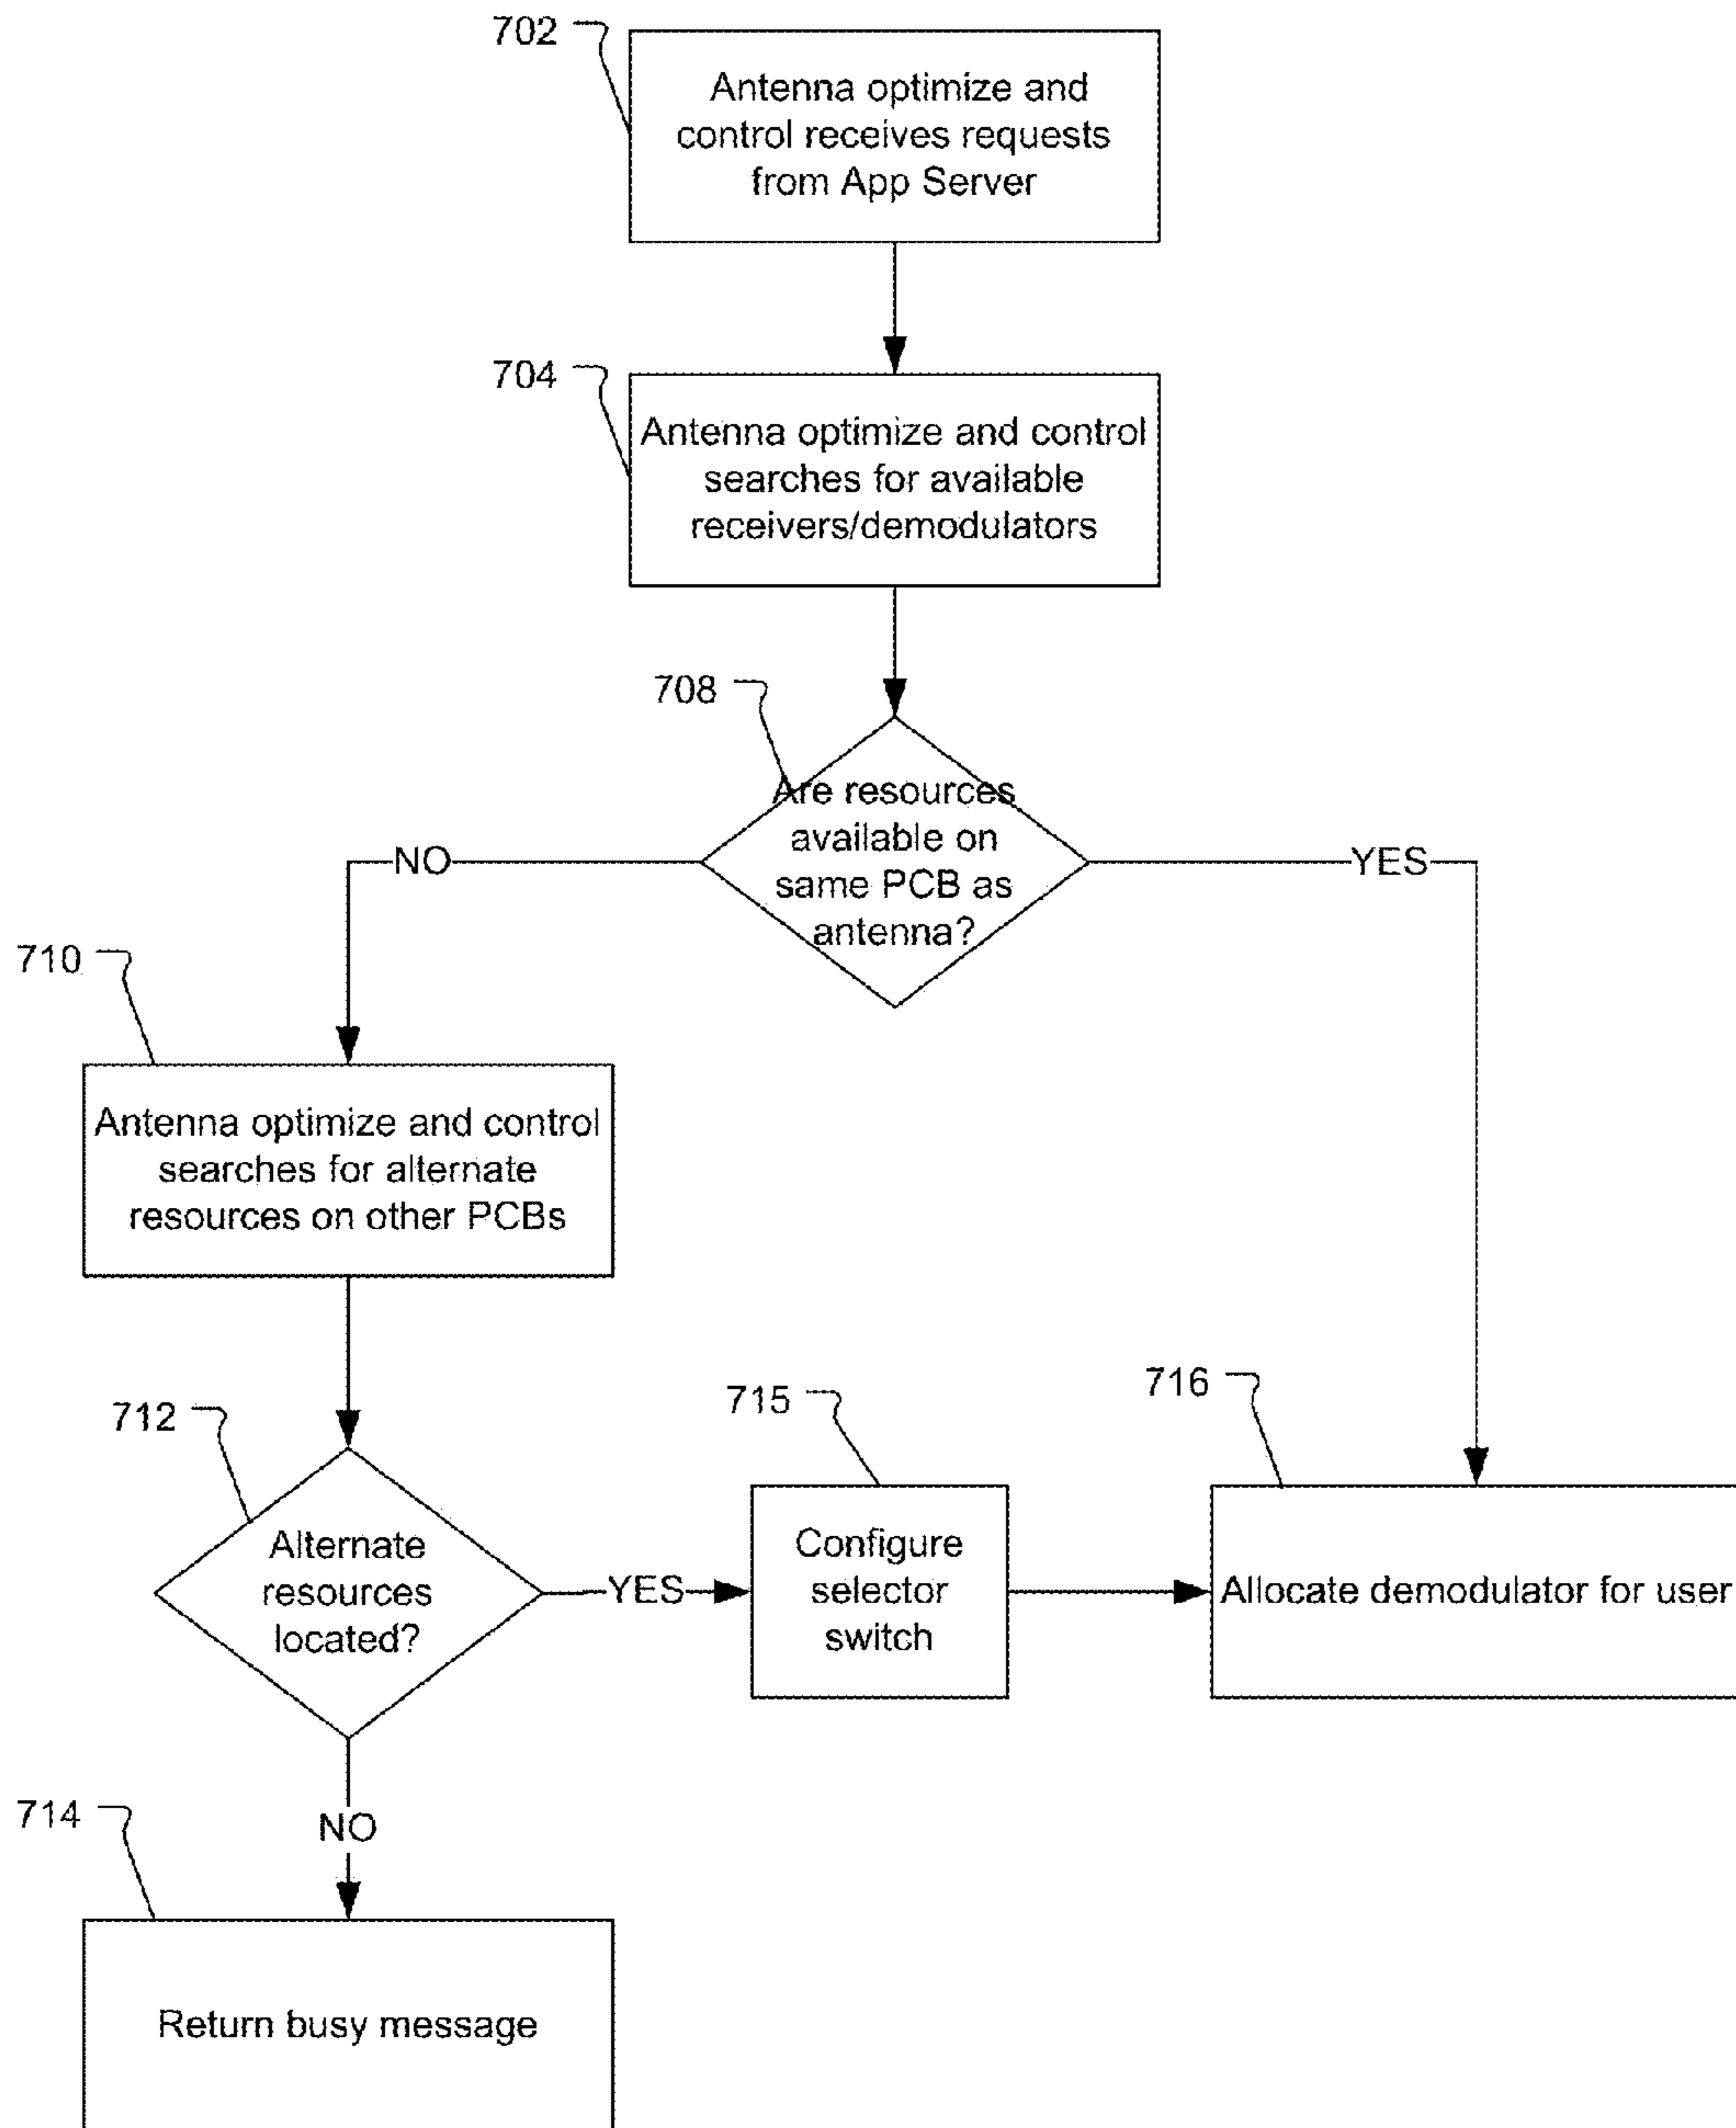 702
Antenna optimize and
control receives requests
from App Server
704
Antenna optimize and control
searches for available
receivers/demodulators
708
Are resources
available on
same PCB as
antenna?
NO
YES
710
Antenna optimize and control
searches for alternate
resources on other PCBs
712
Alternate
resources
located?
YES
715
Configure
selector
switch
716
Allocate demodulator for user
NO
714
Return busy message